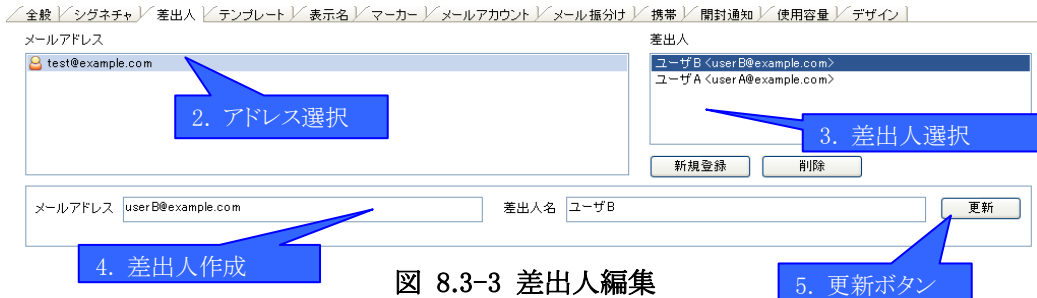 全般 シグネチャ 差出人 テンプレート 表示名 マーカー メールアカウント メール振分け 携帯 開封通知 使用容量 デザイン
メールアドレス 差出人
test@example.com ユーザB <userB@example.com>
ユーザA <userA@example.com>
2. アドレス選択
3. 差出人選択
新規登録 削除
メールアドレス userB@example.com 差出人名 ユーザB 更新
4. 差出人作成
図 8.3-3 差出人編集
5. 更新ボタン